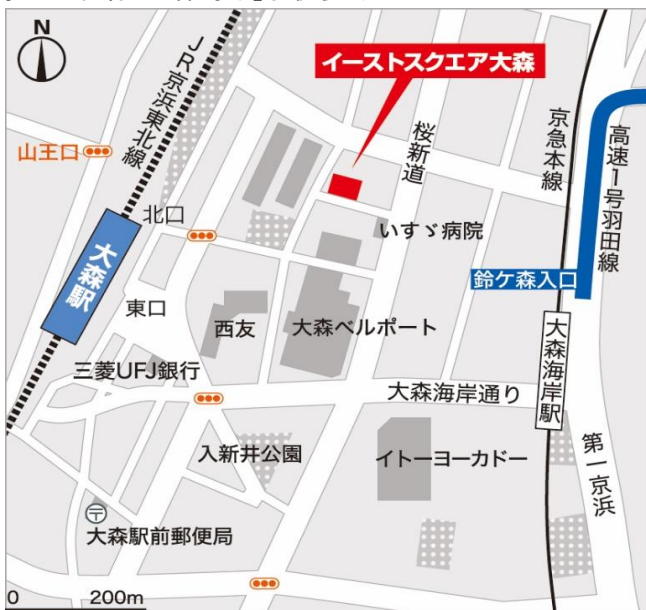 N
イーストスクエア大森
JR京浜東北線
桜新道
京急本線
高速1号羽田線
山王口
北口
いすゞ病院
大森駅
鈴ケ森入口
東口
西友
大森ベルポート
大森海岸駅
三菱UFJ銀行
大森海岸通り
第一京浜
入新井公園
イトーヨーカドー
〒
大森駅前郵便局
0 200m